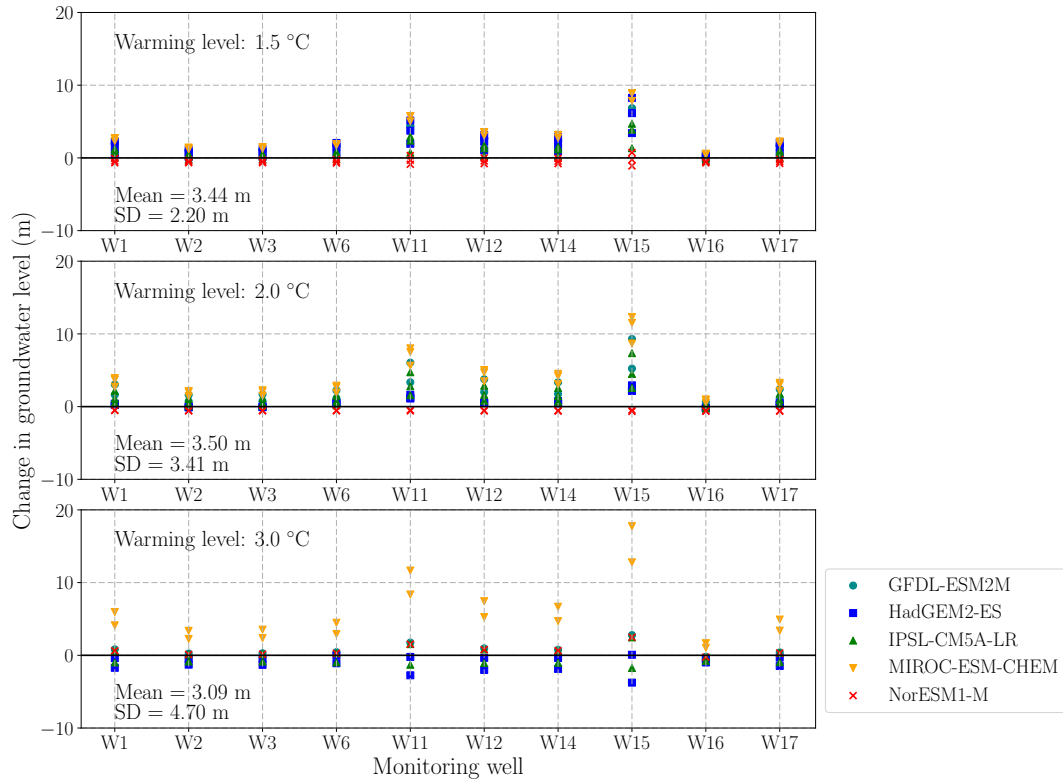 20
Warming level: 1.5 °C
10
0
Mean = 3.44 m
SD = 2.20 m
−10
W1 W2 W3 W6 W11 W12 W14 W15 W16 W17
20
Warming level: 2.0 °C
10
0
Mean = 3.50 m
SD = 3.41 m
−10
W1 W2 W3 W6 W11 W12 W14 W15 W16 W17
Change in groundwater level (m)
20
Warming level: 3.0 °C
10
0
Mean = 3.09 m
SD = 4.70 m
−10
W1 W2 W3 W6 W11 W12 W14 W15 W16 W17
Monitoring well
GFDL-ESM2M
HadGEM2-ES
IPSL-CM5A-LR
MIROC-ESM-CHEM
NorESM1-M